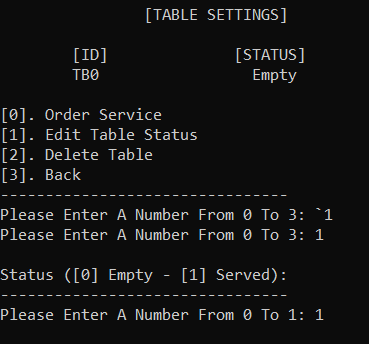 [TABLE SETTINGS]
[ID] [STATUS]
TB0 Empty
[0]. Order Service
[1]. Edit Table Status
[2]. Delete Table
[3]. Back
--------------------------------
Please Enter A Number From 0 To 3: `1
Please Enter A Number From 0 To 3: 1
Status ([0] Empty - [1] Served):
--------------------------------
Please Enter A Number From 0 To 1: 1